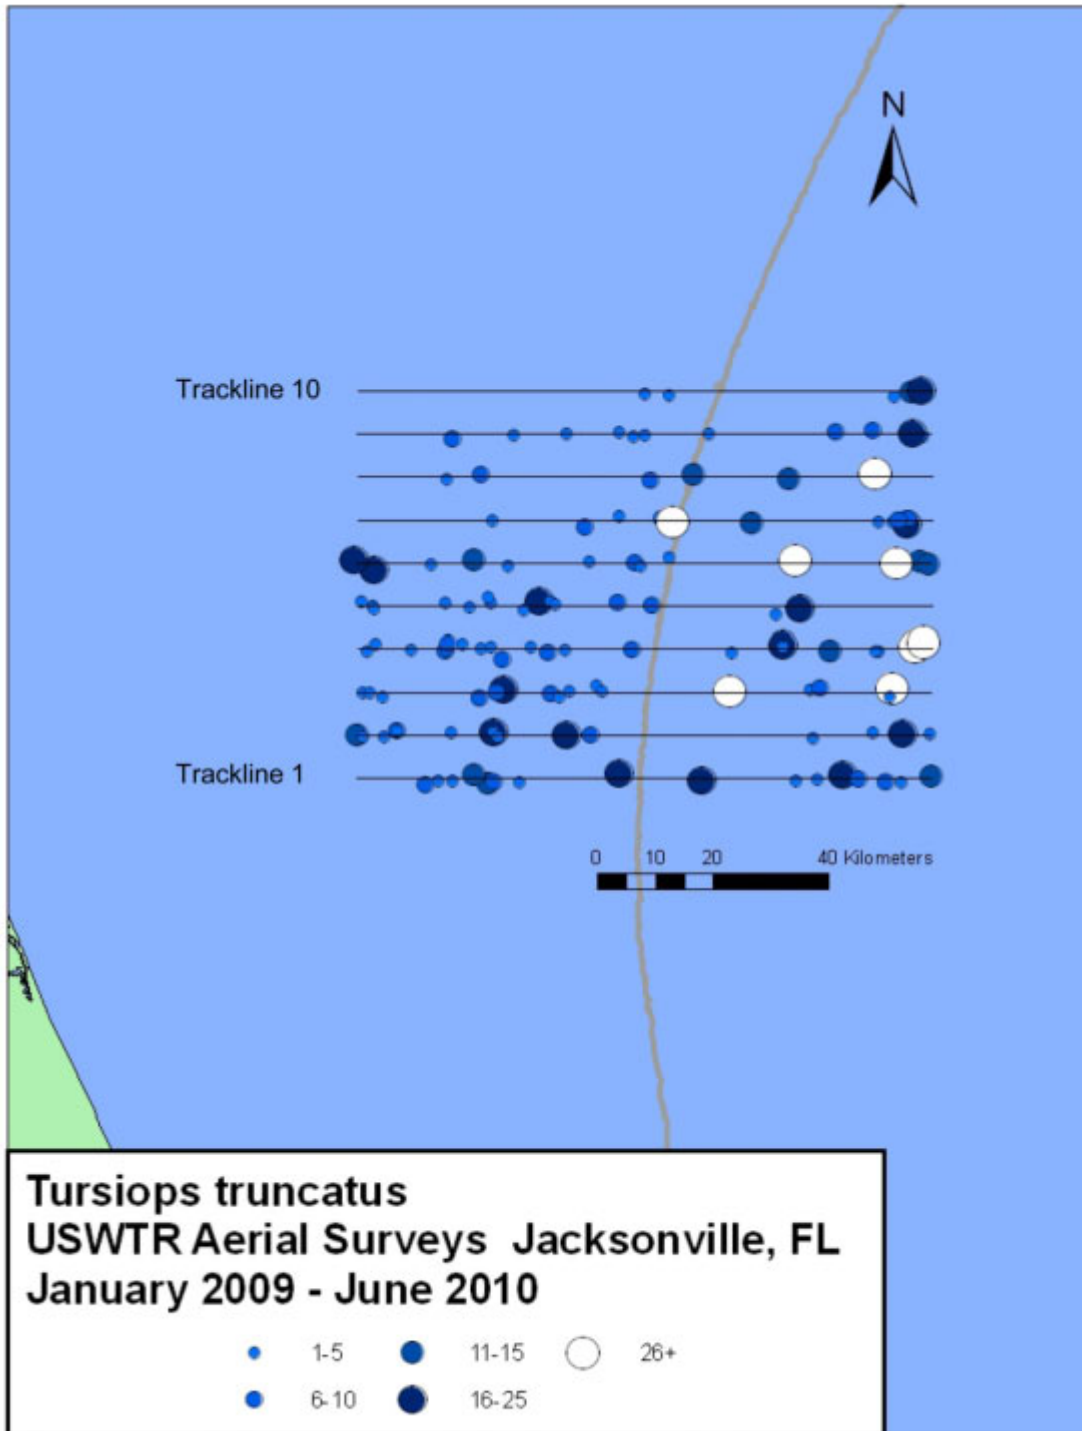 N
Trackline 10
Trackline 1
0 10 20 40 Kilometers
Tursiops truncatus
USWTR Aerial Surveys Jacksonville, FL
January 2009 - June 2010
1-5 11-15 26+
6-10 16-25